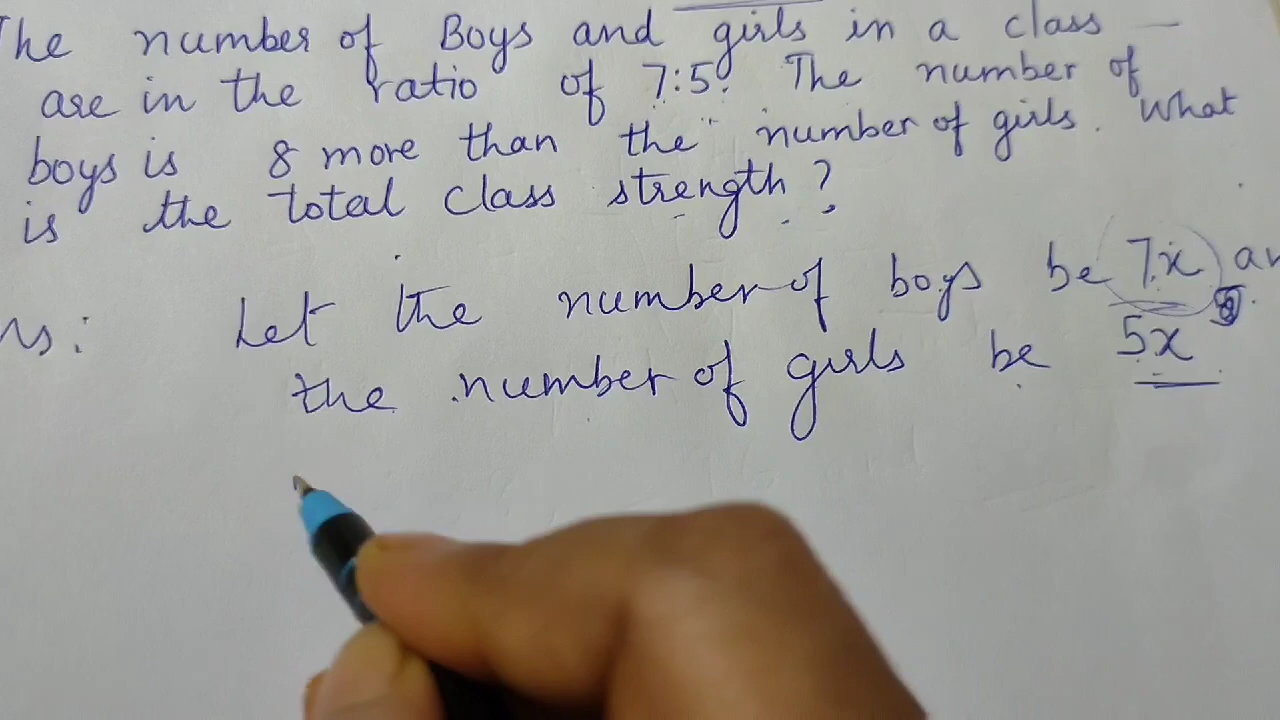 The number of Boys and girls in a class —
are in the ratio of 7:5. The number of
boys is 8 more than the number of girls. What
is the total class strength?
Let the number of boys be 7x
the number of girls be 5x